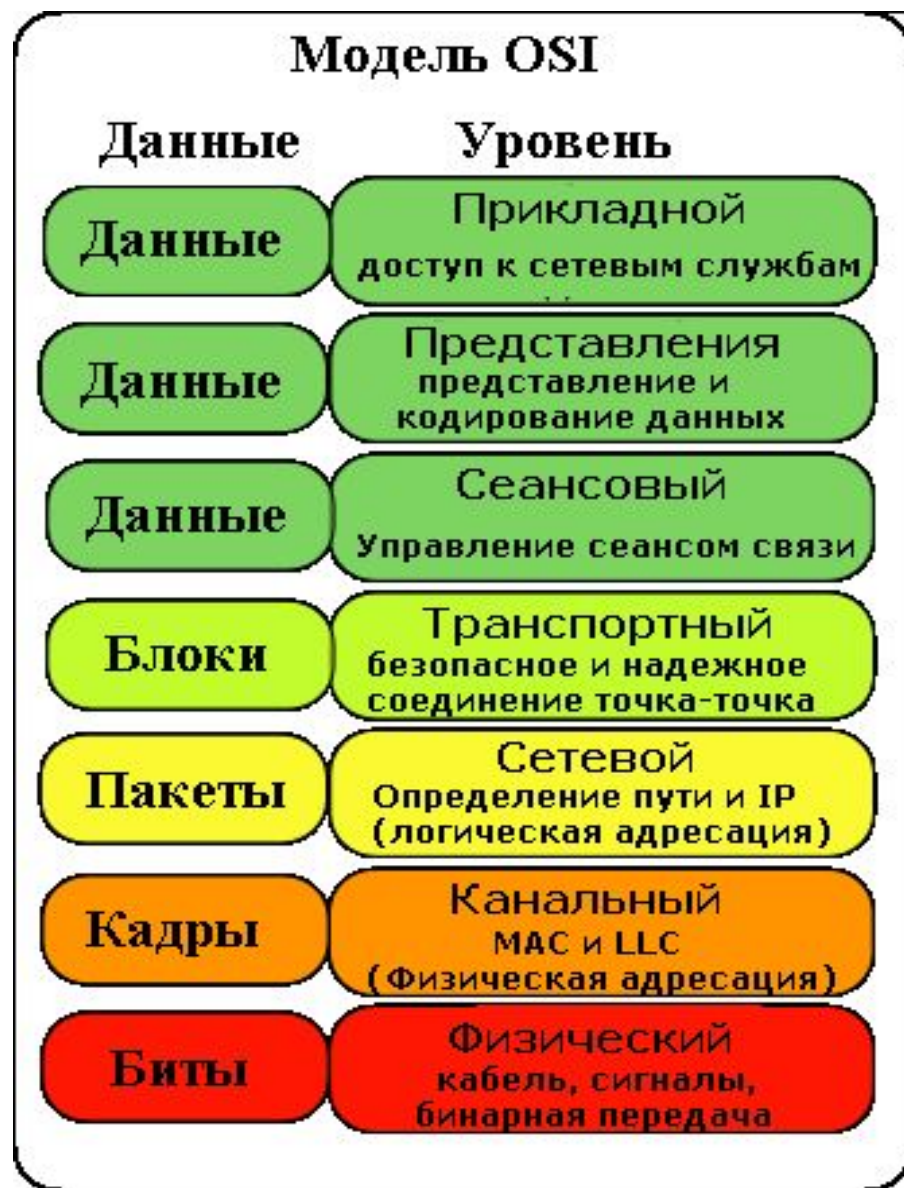 Модель OSI
Данные Уровень
Данные
Прикладной
доступ к сетевым службам
Данные
Представления
представление и
кодирование данных
Данные
Сеансовый
Управление сеансом связи
Блоки
Транспортный
безопасное и надежное
соединение точка-точка
Пакеты
Сетевой
Определение пути и IP
(логическая адресация)
Кадры
Канальный
MAC и LLC
(Физическая адресация)
Биты
Физический
кабель, сигналы,
бинарная передача